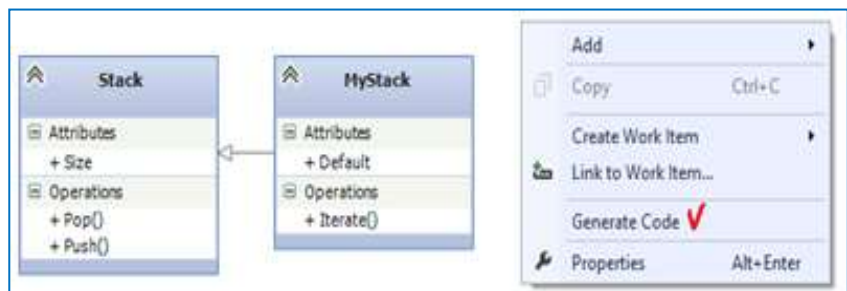 Stack
Attributes
+ Size
Operations
+ Pop()
+ Push()
MyStack
Attributes
+ Default
Operations
+ Iterate()
Add
Copy Ctrl+C
Create Work Item
Link to Work Item...
Generate Code
Properties Alt+Enter